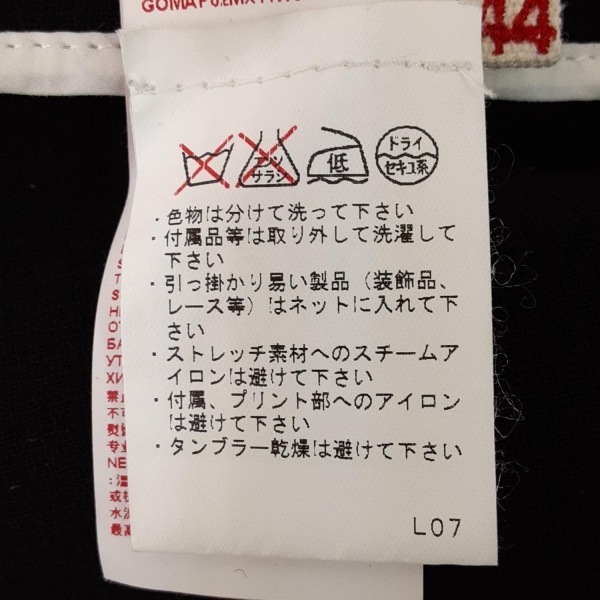 44
エンソ
サラシ
低
ドライ
セキユ系
・色物は分けて洗って下さい
・付属品等は取り外して洗濯して
下さい
・引っ掛かり易い製品（装飾品、
レース等）はネットに入れて下
さい
・ストレッチ素材へのスチームア
イロンは避けて下さい
・付属、プリント部へのアイロン
は避けて下さい
・タンブラー乾燥は避けて下さい
L07